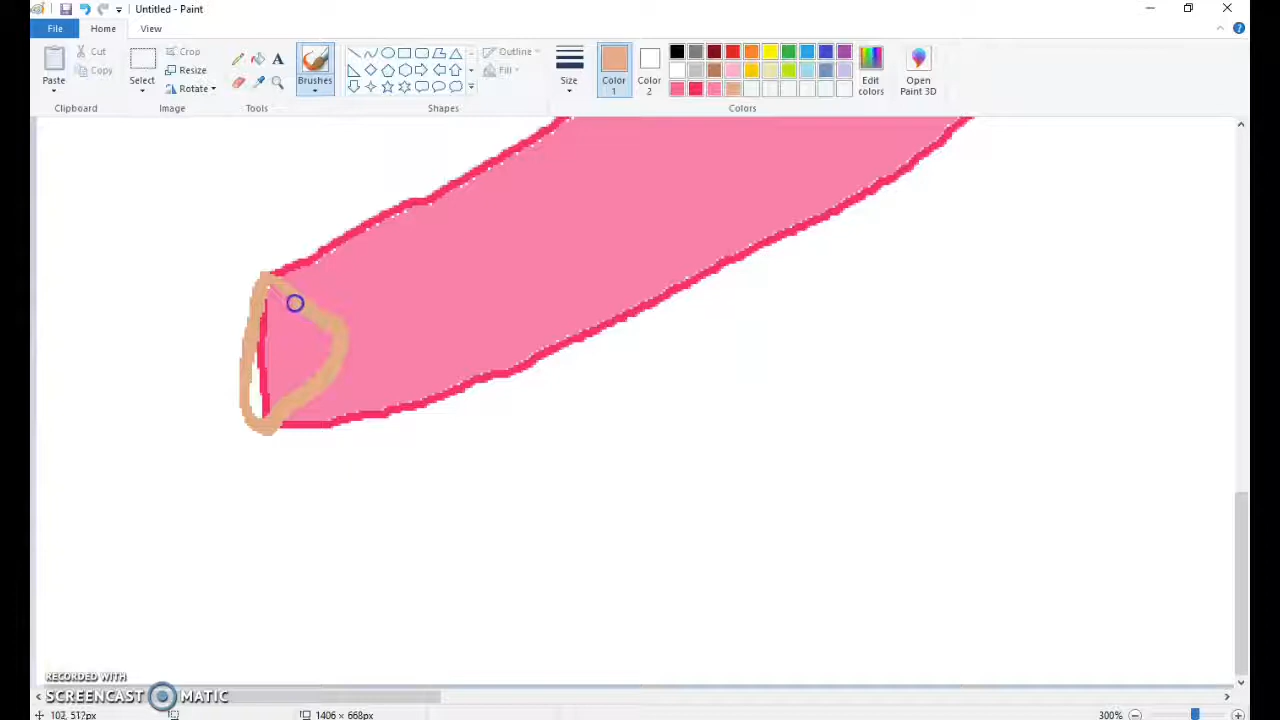 Untitled - Paint
File Home View
Paste Cut Copy Select Crop Resize Rotate Brushes Outline Fill Size Color 1 Color 2 Edit colors Open Paint 3D
Clipboard Image Tools Shapes Colors
RECORDED WITH
SCREENCAST MATIC
102, 512px 1406 × 668px 300%